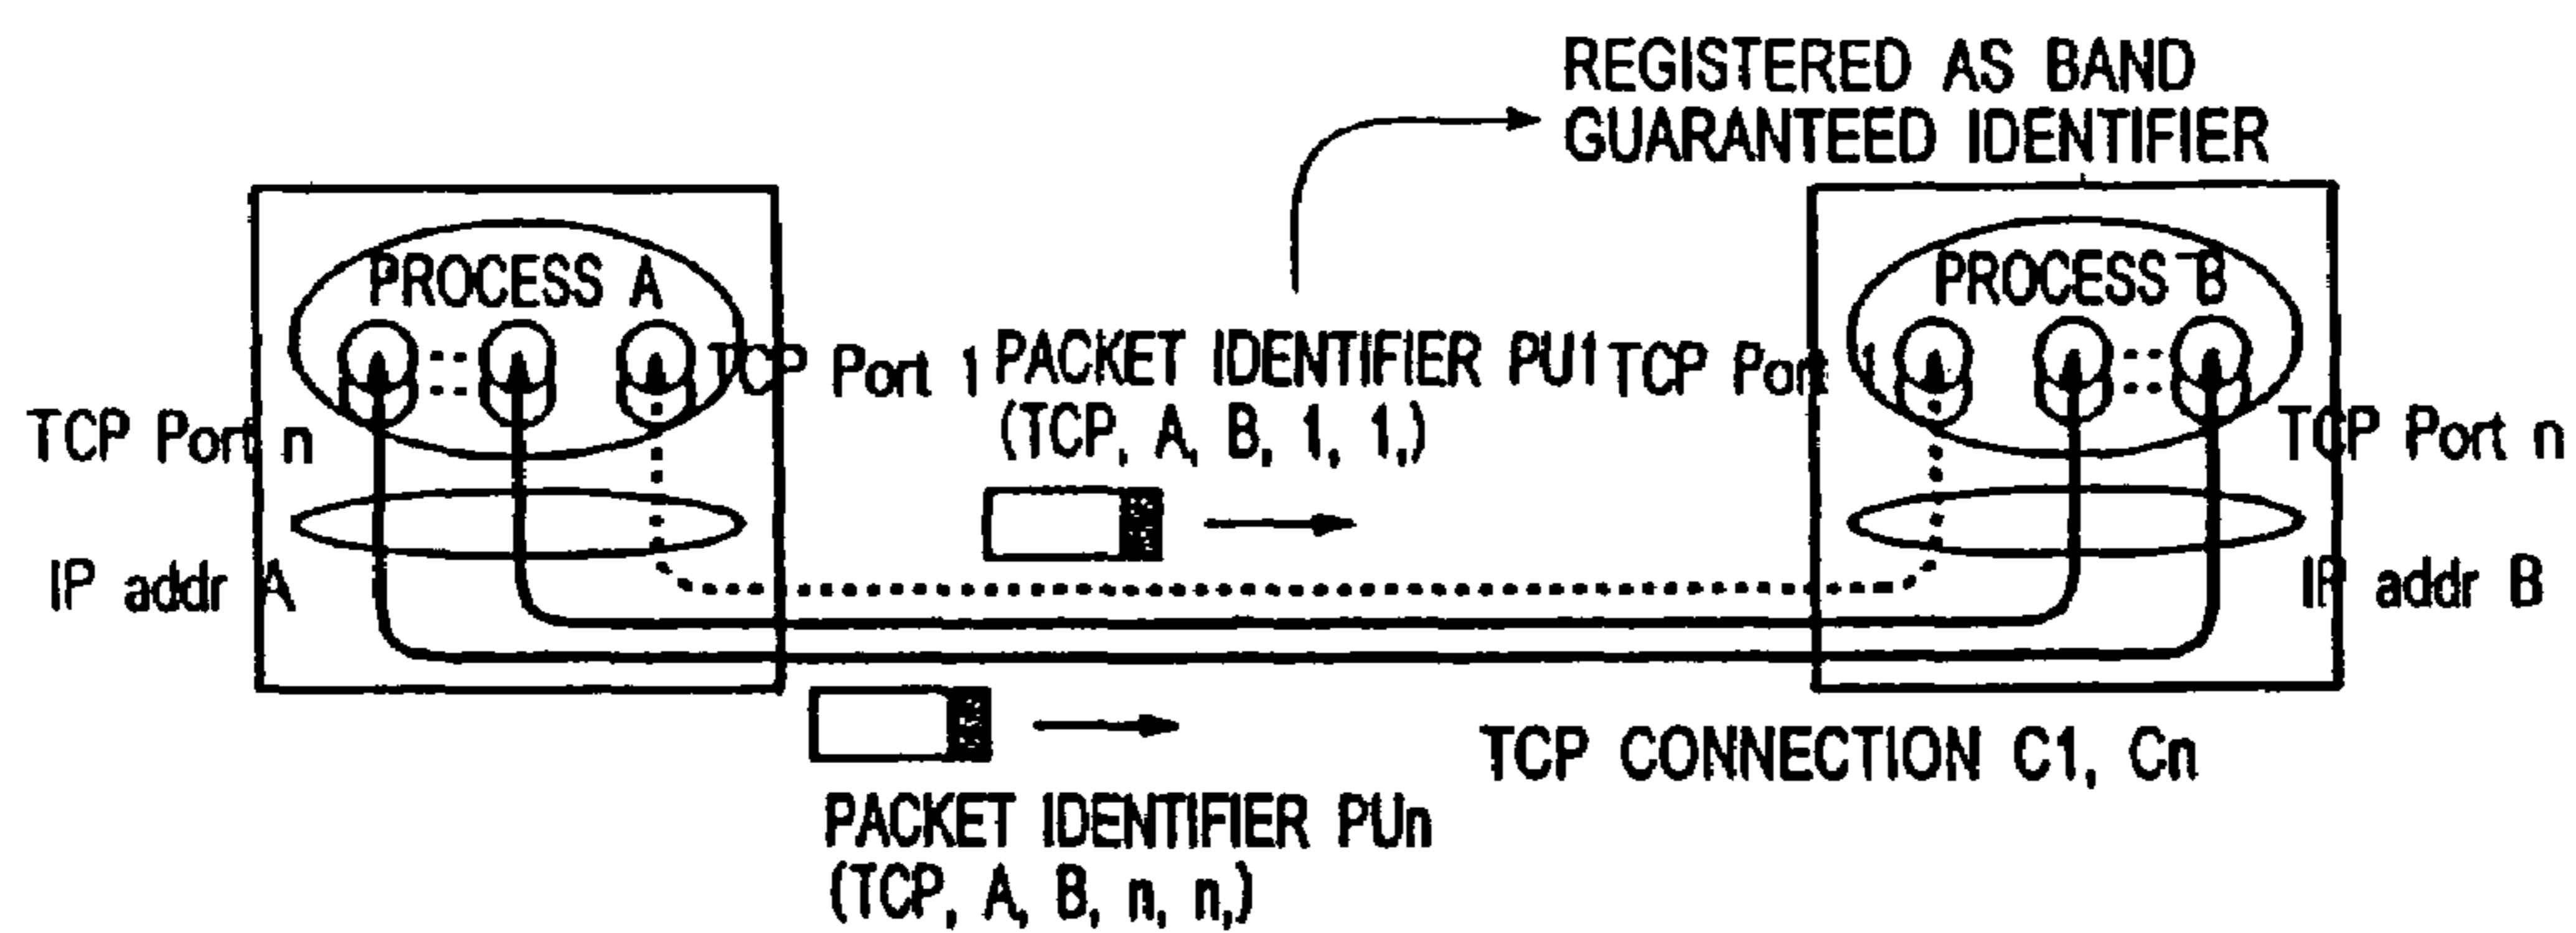 REGISTERED AS BAND
GUARANTEED IDENTIFIER
PROCESS A
PROCESS B
TCP Port 1
PACKET IDENTIFIER PU1
TCP Port 1
(TCP, A, B, 1, 1,)
TCP Port n
TCP Port n
IP addr A
IP addr B
TCP CONNECTION C1, Cn
PACKET IDENTIFIER PUn
(TCP, A, B, n, n,)